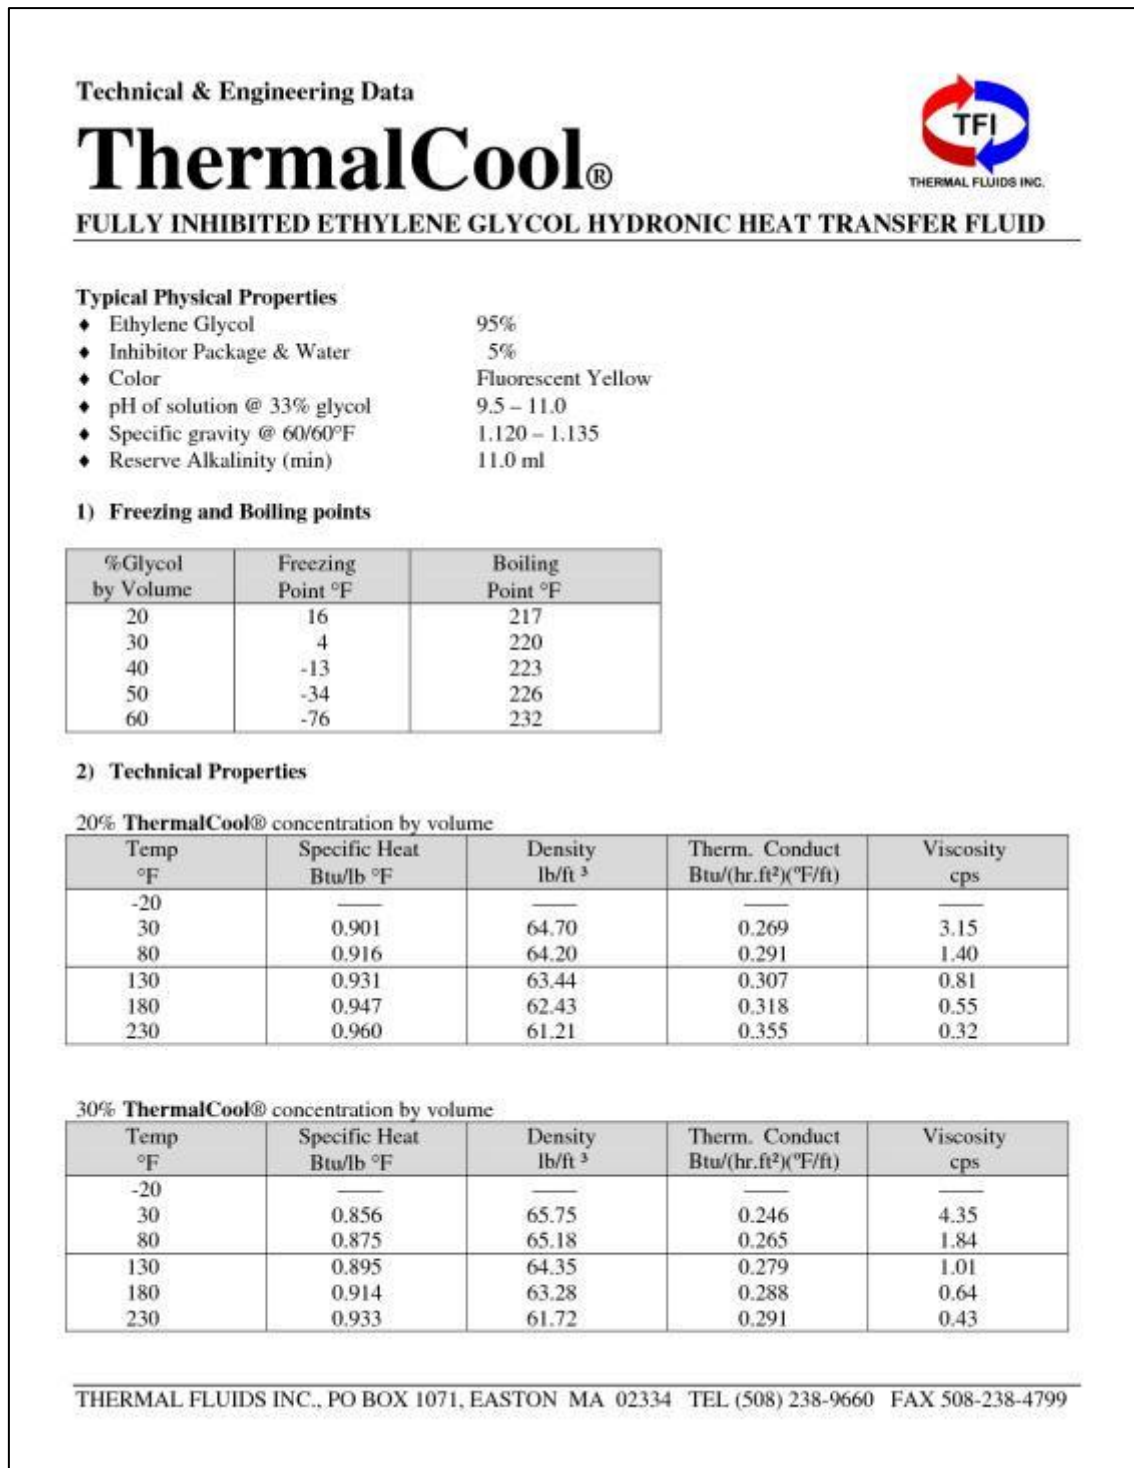 Technical & Engineering Data
ThermalCool®
TFI
THERMAL FLUIDS INC.
FULLY INHIBITED ETHYLENE GLYCOL HYDRONIC HEAT TRANSFER FLUID
Typical Physical Properties
♦ Ethylene Glycol 95%
♦ Inhibitor Package & Water 5%
♦ Color Fluorescent Yellow
♦ pH of solution @ 33% glycol 9.5 – 11.0
♦ Specific gravity @ 60/60°F 1.120 – 1.135
♦ Reserve Alkalinity (min) 11.0 ml
1) Freezing and Boiling points
%Glycol Freezing Boiling
by Volume Point °F Point °F
20 16 217
30 4 220
40 -13 223
50 -34 226
60 -76 232
2) Technical Properties
20% ThermalCool® concentration by volume
Temp Specific Heat Density Therm. Conduct Viscosity
°F Btu/lb °F lb/ft ³ Btu/(hr.ft²)(ºF/ft) cps
-20 —— —— —— ——
30 0.901 64.70 0.269 3.15
80 0.916 64.20 0.291 1.40
130 0.931 63.44 0.307 0.81
180 0.947 62.43 0.318 0.55
230 0.960 61.21 0.355 0.32
30% ThermalCool® concentration by volume
Temp Specific Heat Density Therm. Conduct Viscosity
°F Btu/lb °F lb/ft ³ Btu/(hr.ft²)(ºF/ft) cps
-20 —— —— —— ——
30 0.856 65.75 0.246 4.35
80 0.875 65.18 0.265 1.84
130 0.895 64.35 0.279 1.01
180 0.914 63.28 0.288 0.64
230 0.933 61.72 0.291 0.43
THERMAL FLUIDS INC., PO BOX 1071, EASTON MA 02334 TEL (508) 238-9660 FAX 508-238-4799